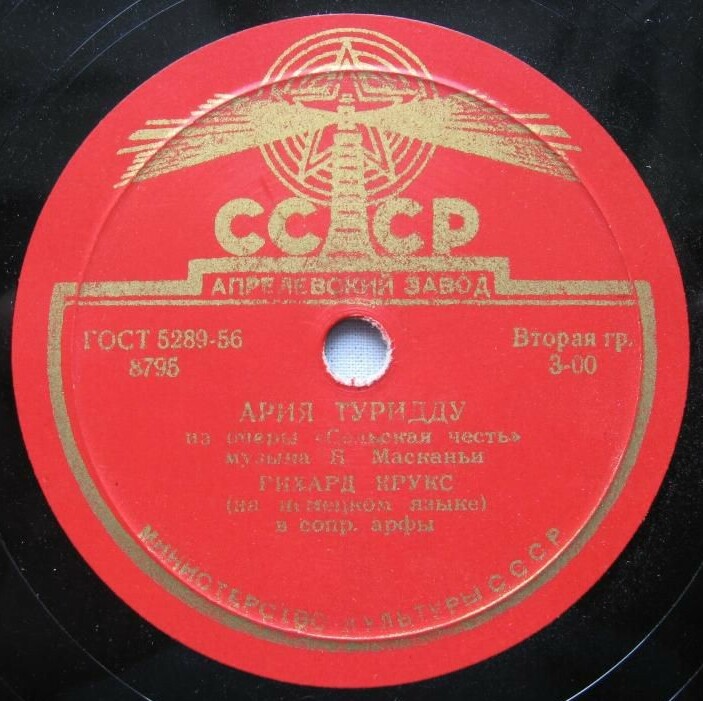 СССР
АПРЕЛЕВСКИЙ ЗАВОД
ГОСТ 5289-56
8795
Вторая гр.
3-00
АРИЯ ТУРИДДУ
из оперы «Сельская честь»
музыка П. Масканьи
РИХАРД КРУКС
(на немецком языке)
в сопр. арфы
МИНИСТЕРСТВО КУЛЬТУРЫ СССР